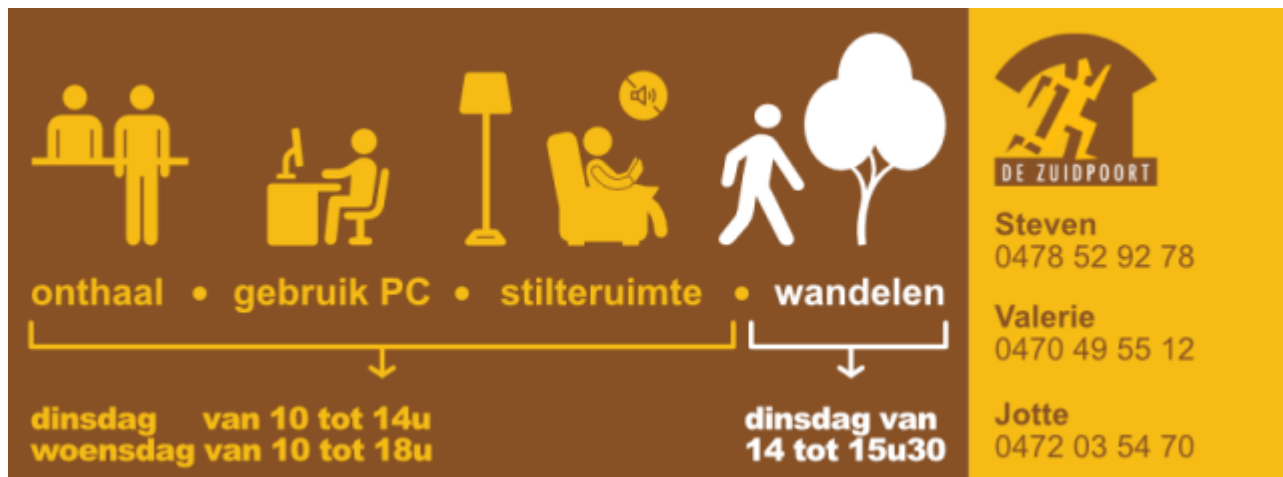 onthaal • gebruik PC • stilteruimte • wandelen
dinsdag van 10 tot 14u
woensdag van 10 tot 18u
dinsdag van
14 tot 15u30
DE ZUIDPOORT
Steven
0478 52 92 78
Valerie
0470 49 55 12
Jotte
0472 03 54 70